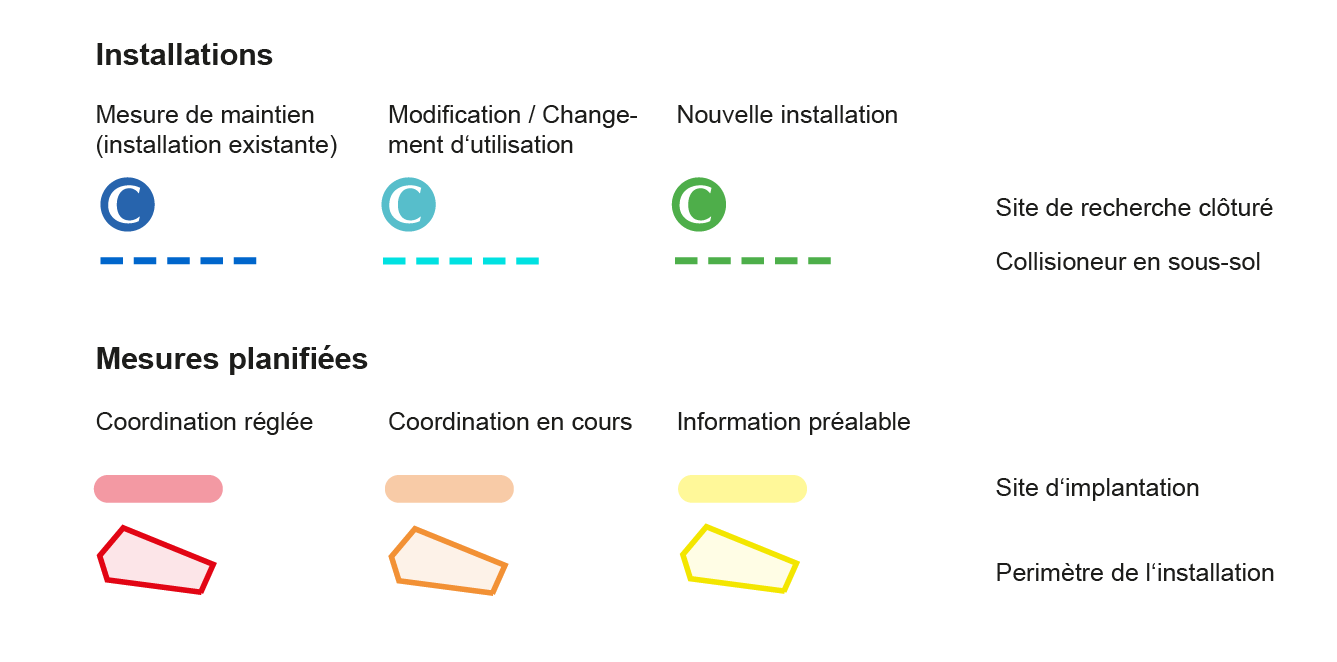 Installations
Mesure de maintien
(installation existante)
Modification / Change-
ment d‘utilisation
Nouvelle installation
C
C
C
Site de recherche clôturé
Collisioneur en sous-sol
Mesures planifiées
Coordination réglée
Coordination en cours
Information préalable
Site d‘implantation
Perimètre de l‘installation